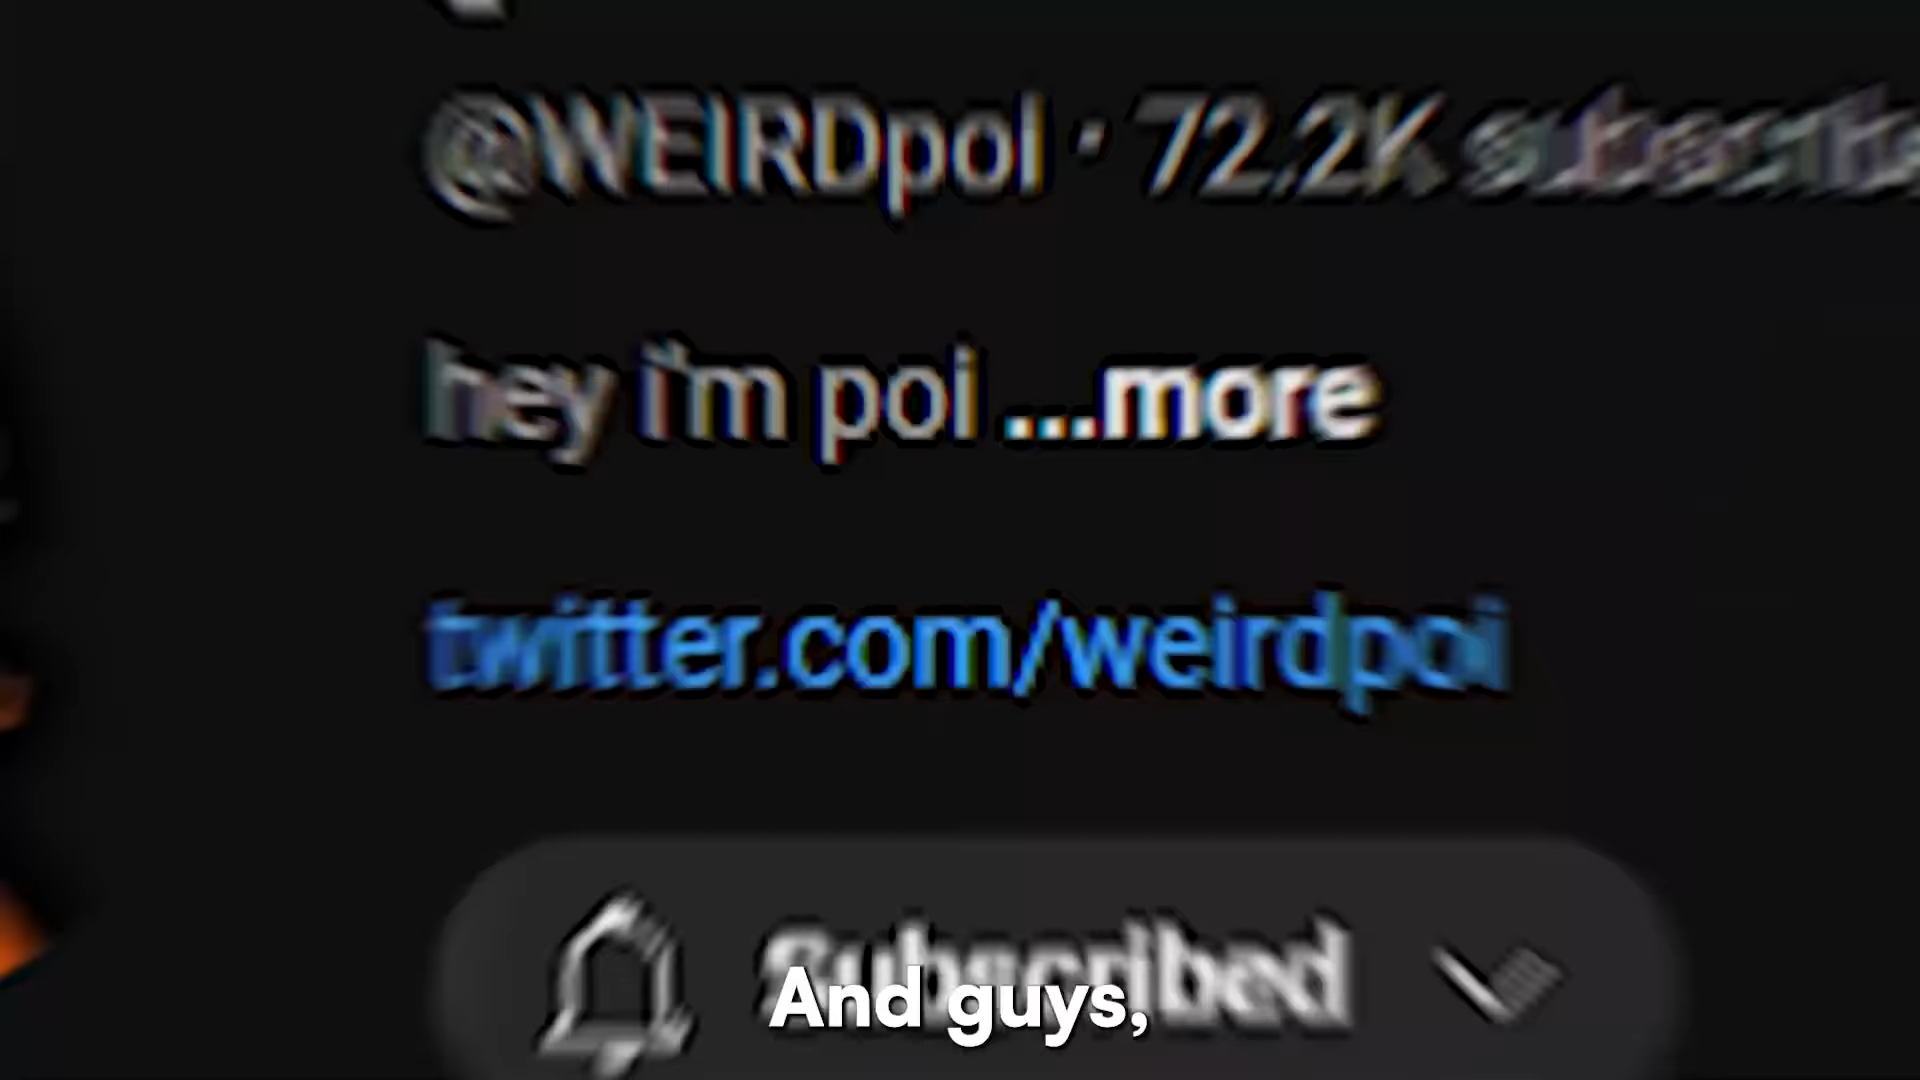 @WEIRDpoi · 72.2K
hey i'm poi ...more
twitter.com/weirdpoi
Subscribed
And guys,